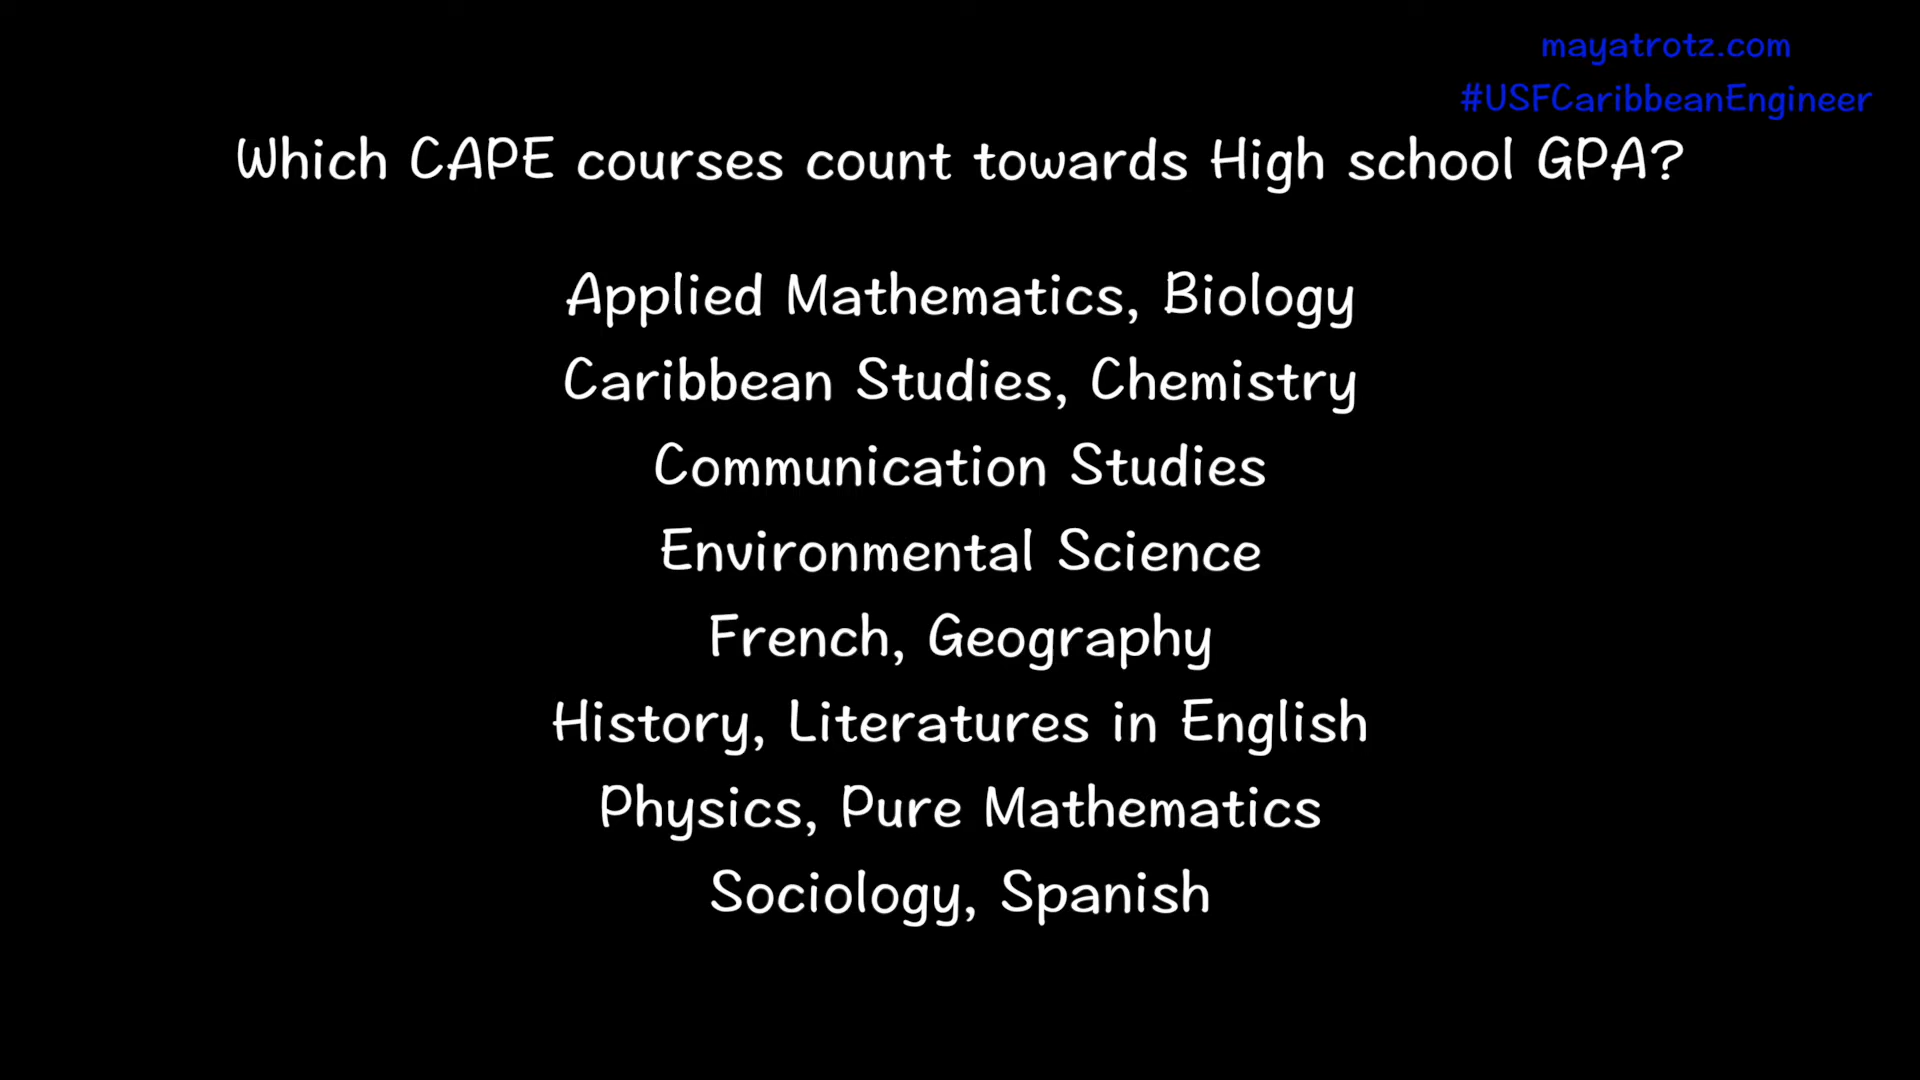 mayatrotz.com
#USFCaribbeanEngineer
Which CAPE courses count towards High school GPA?
Applied Mathematics, Biology
Caribbean Studies, Chemistry
Communication Studies
Environmental Science
French, Geography
History, Literatures in English
Physics, Pure Mathematics
Sociology, Spanish